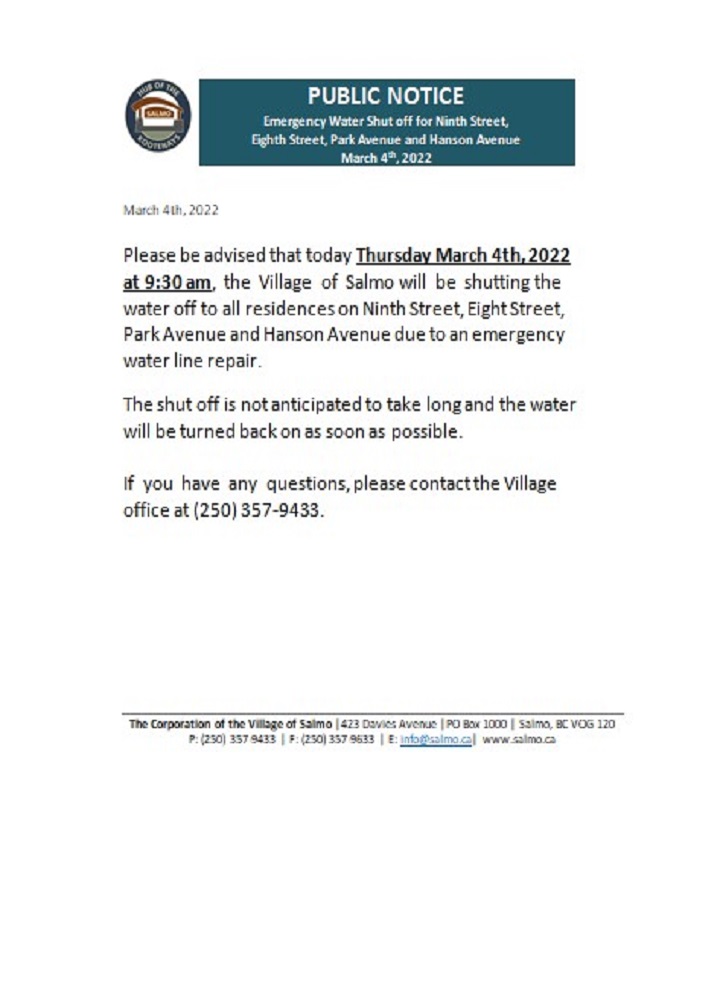 HUB OF THE
SALMO
KOOTENAYS
PUBLIC NOTICE
Emergency Water Shut off for Ninth Street,
Eighth Street, Park Avenue and Hanson Avenue
March 4th, 2022
March 4th, 2022
Please be advised that today Thursday March 4th, 2022
at 9:30 am, the Village of Salmo will be shutting the
water off to all residences on Ninth Street, Eight Street,
Park Avenue and Hanson Avenue due to an emergency
water line repair.
The shut off is not anticipated to take long and the water
will be turned back on as soon as possible.
If you have any questions, please contact the Village
office at (250) 357-9433.
The Corporation of the Village of Salmo | 423 Davies Avenue | PO Box 1000 | Salmo, BC V0G 1Z0
P: (250) 357 9433 | F: (250) 357 9633 | E: info@salmo.ca| www.salmo.ca